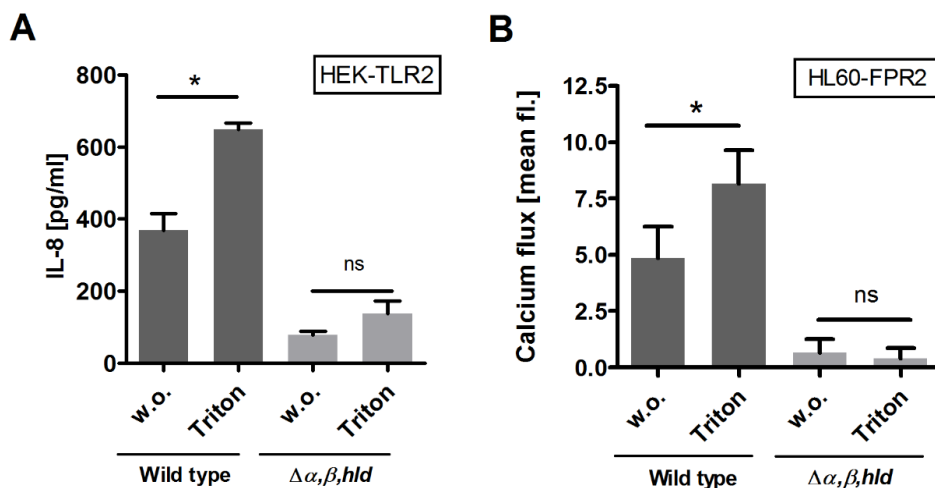 A
HEK-TLR2
IL-8 [pg/ml]
800
600
400
200
0
*
ns
w.o.
Triton
w.o.
Triton
Wild type
Δα,β,hld
B
HL60-FPR2
Calcium flux [mean fl.]
12.5
10.0
7.5
5.0
2.5
0.0
*
ns
w.o.
Triton
w.o.
Triton
Wild type
Δα,β,hld